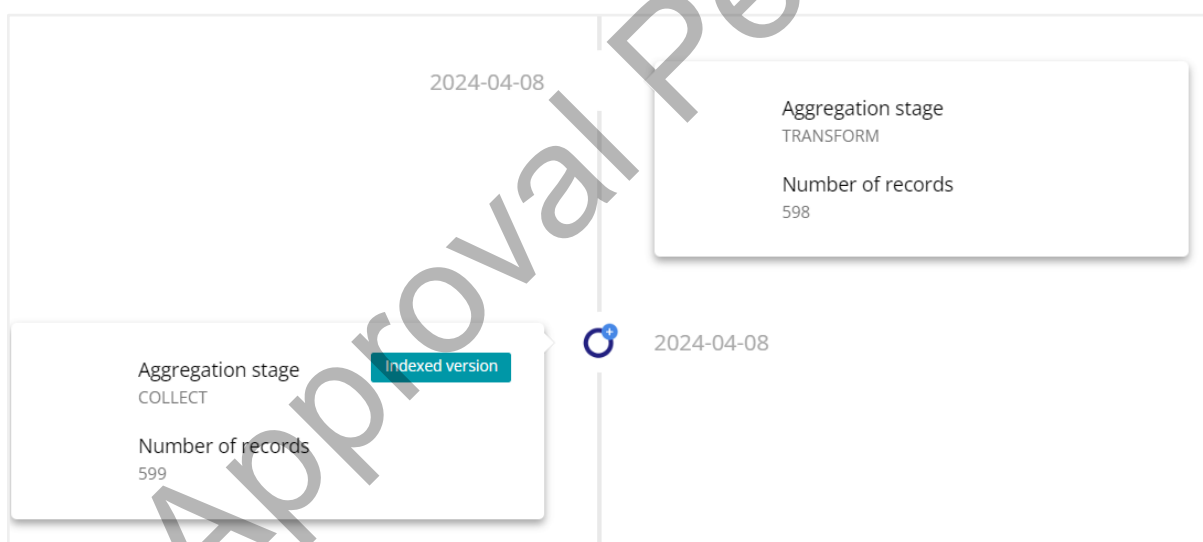 2024-04-08
Aggregation stage
TRANSFORM
Number of records
598
2024-04-08
Aggregation stage
Indexed version
COLLECT
Number of records
599
Approval Pe